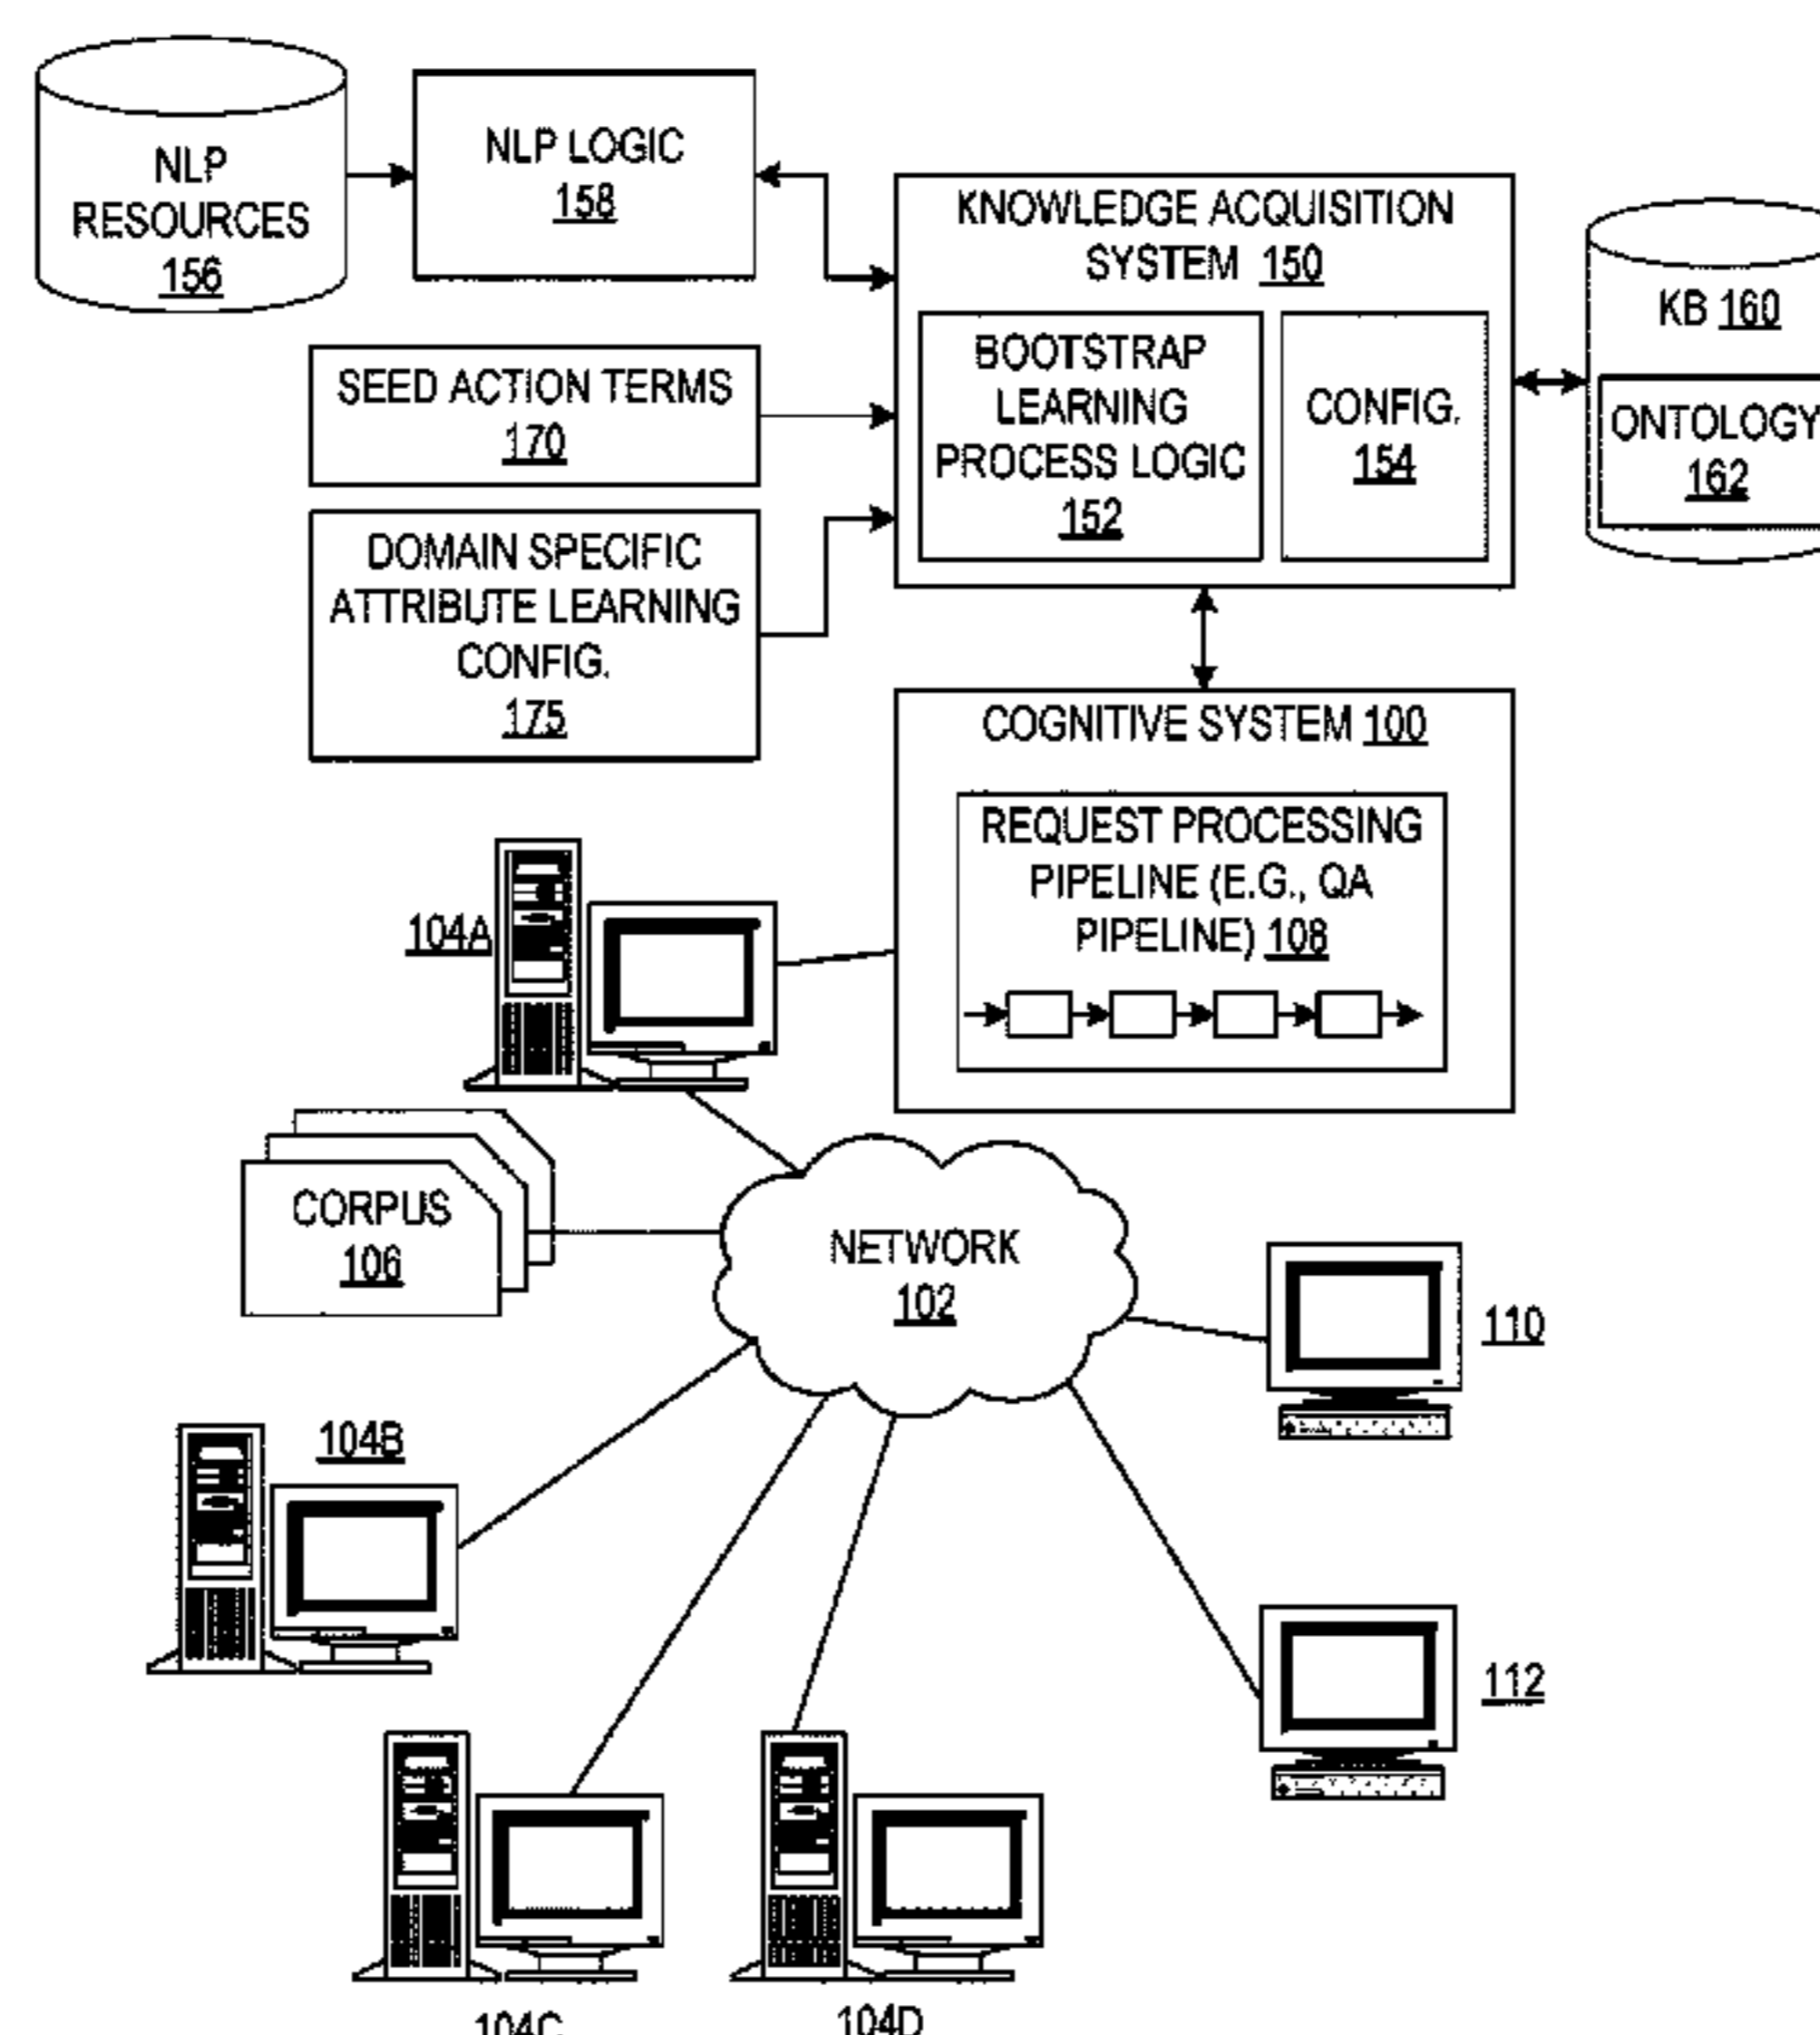 NLP
RESOURCES
156
NLP LOGIC
158
KNOWLEDGE ACQUISITION
SYSTEM 150
BOOTSTRAP
LEARNING
PROCESS LOGIC
152
CONFIG.
154
KB 160
ONTOLOGY
162
SEED ACTION TERMS
170
DOMAIN SPECIFIC
ATTRIBUTE LEARNING
CONFIG.
175
COGNITIVE SYSTEM 100
REQUEST PROCESSING
PIPELINE (E.G., QA
PIPELINE) 108
104A
CORPUS
106
NETWORK
102
110
104B
112
104C
104D